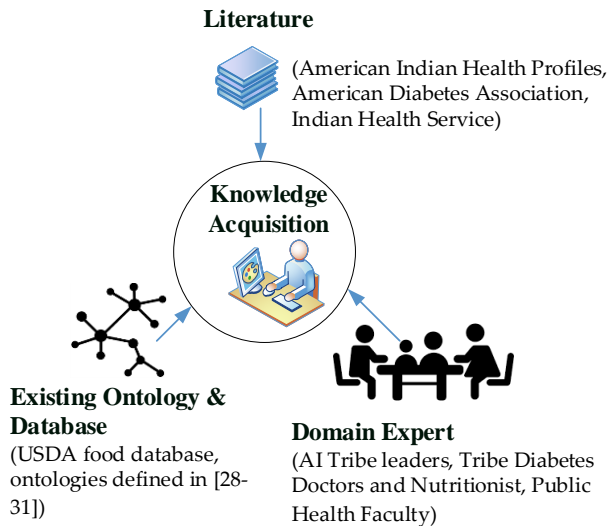 Literature
(American Indian Health Profiles,
American Diabetes Association,
Indian Health Service)
Knowledge
Acquisition
Existing Ontology &
Database
(USDA food database,
ontologies defined in [28-
31])
Domain Expert
(AI Tribe leaders, Tribe Diabetes
Doctors and Nutritionist, Public
Health Faculty)